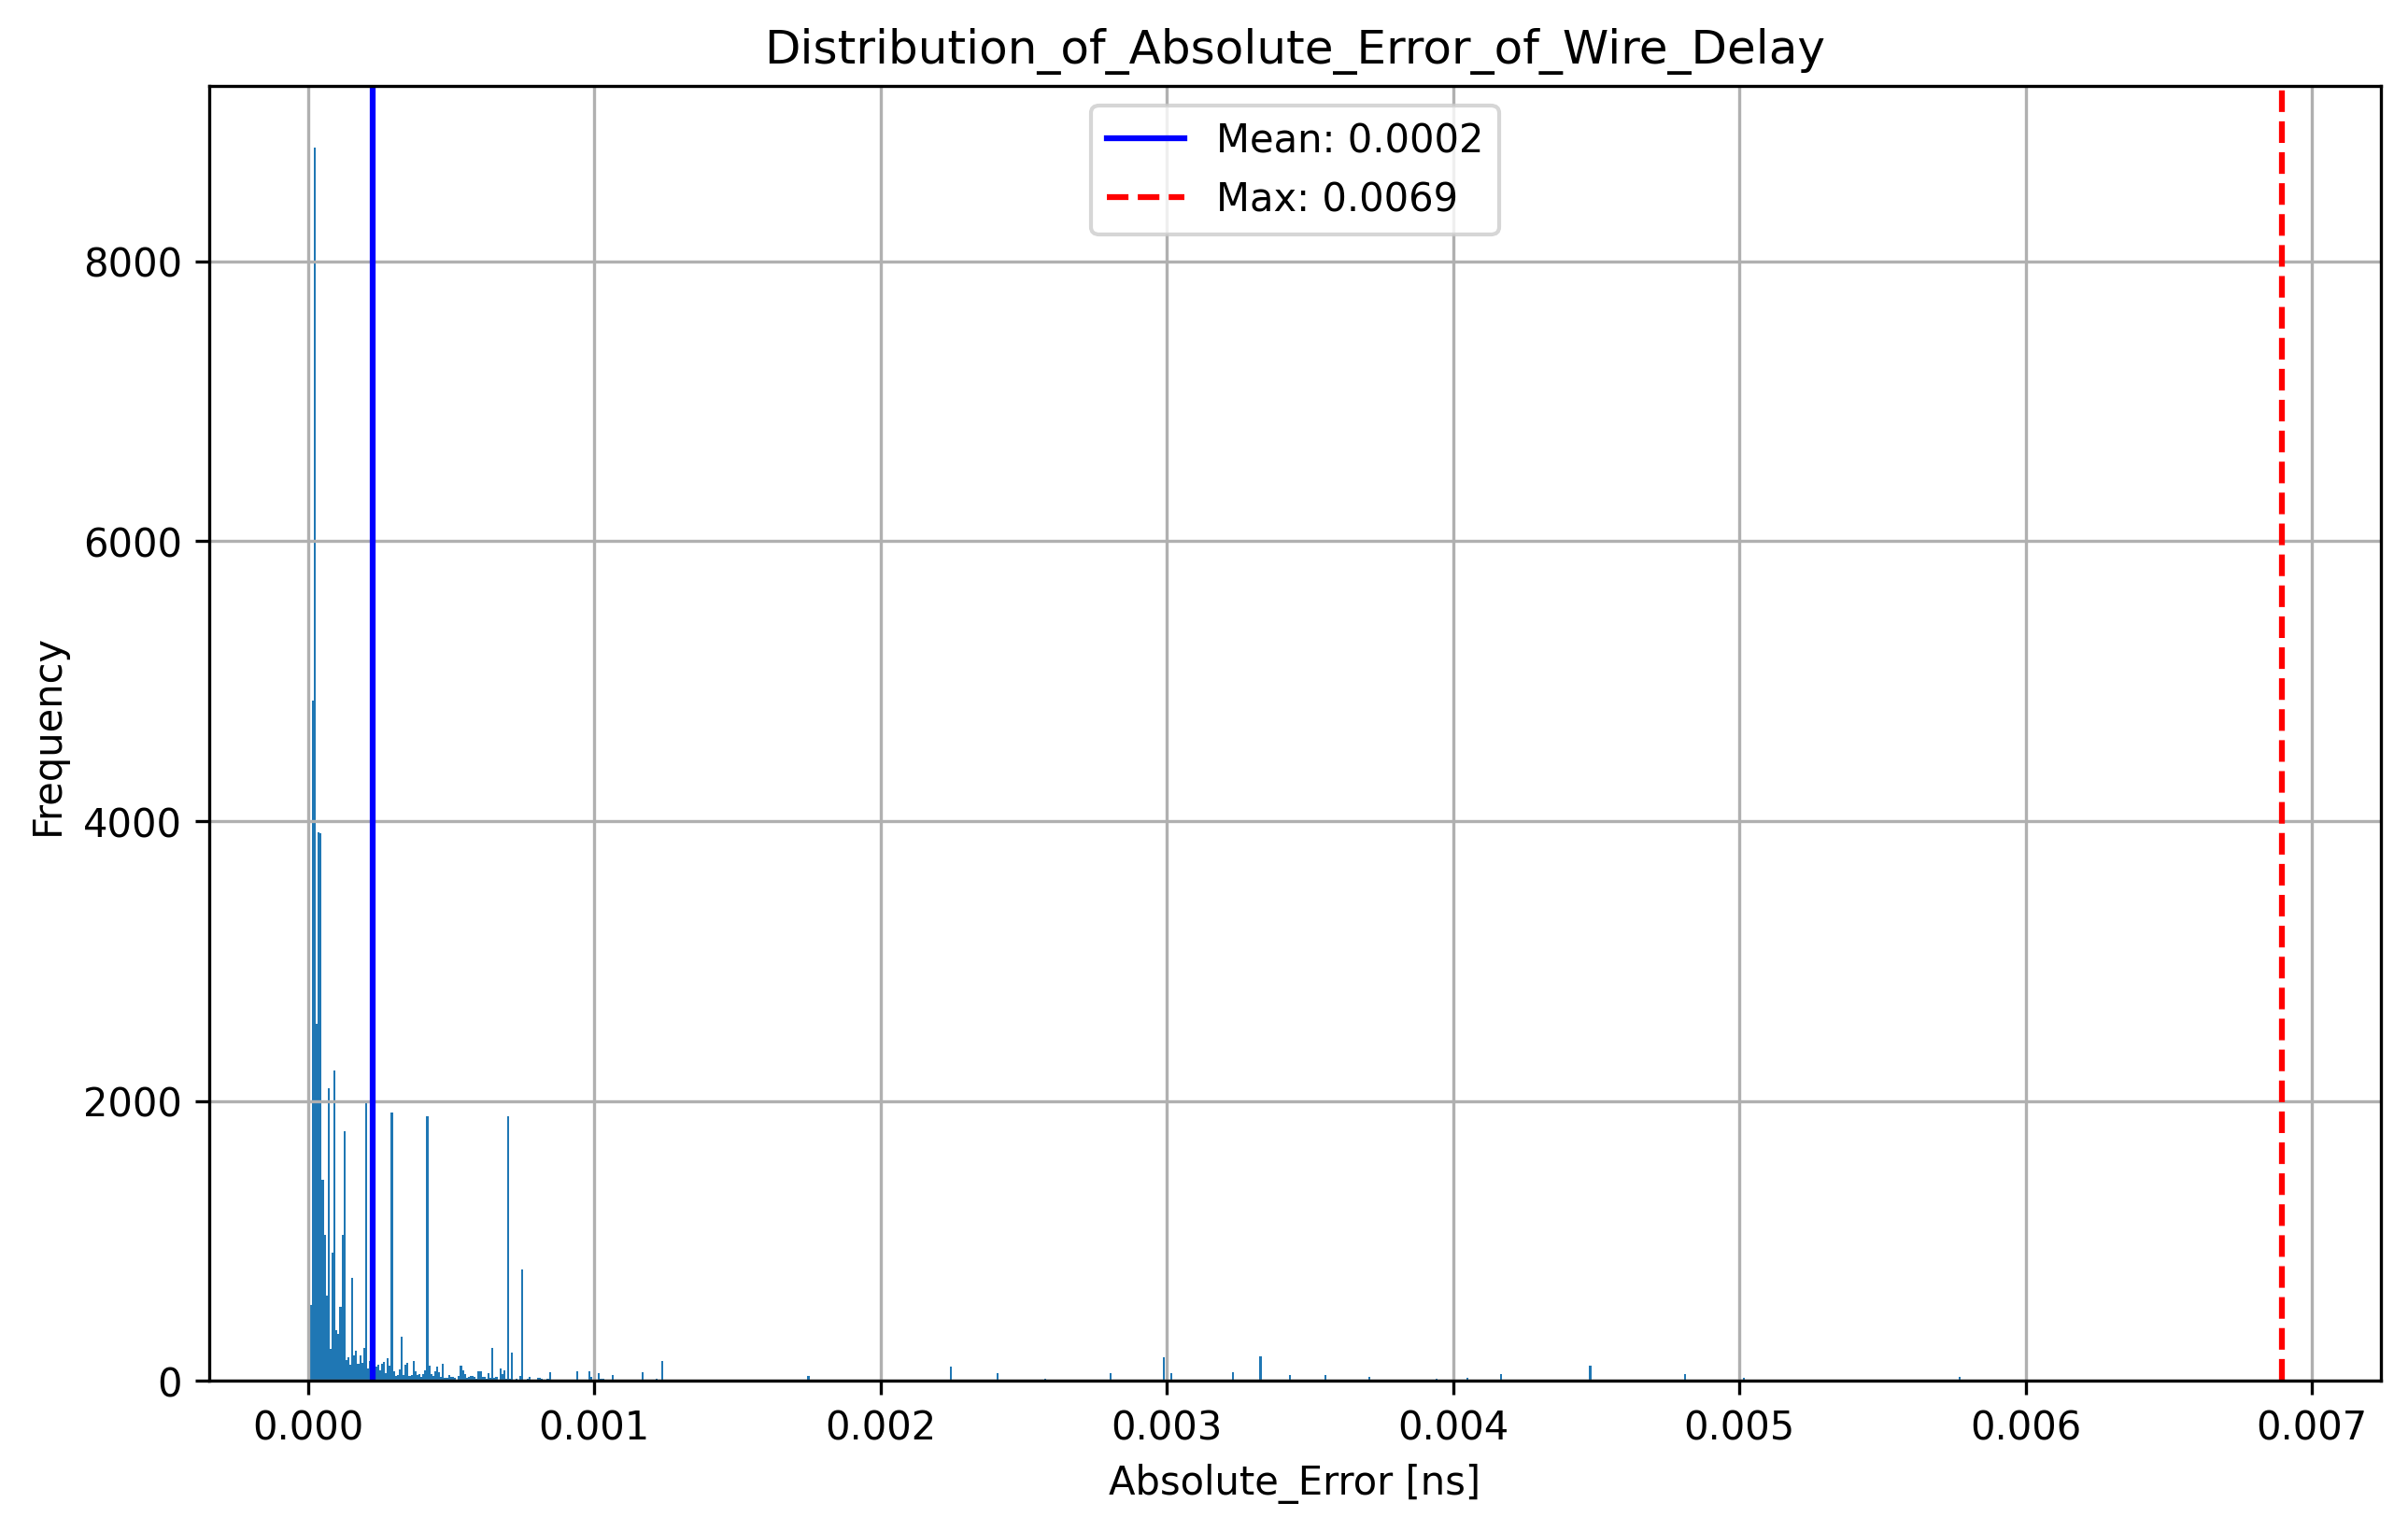 Distribution_of_Absolute_Error_of_Wire_Delay
Mean: 0.0002
Max: 0.0069
Frequency
8000
6000
4000
2000
0
0.000 0.001 0.002 0.003 0.004 0.005 0.006 0.007
Absolute_Error [ns]